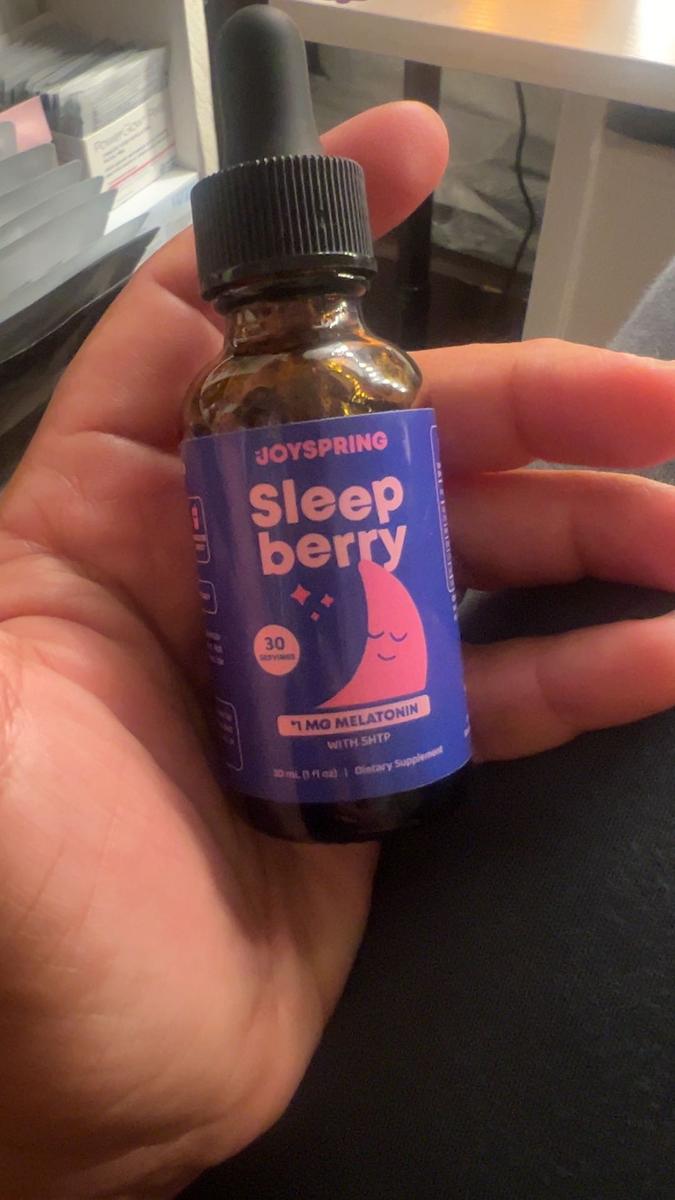 JOYSPRING
Sleep
berry
30
SERVINGS
*1 MG MELATONIN
WITH 5HTP
30 mL (1 fl oz) | Dietary Supplement